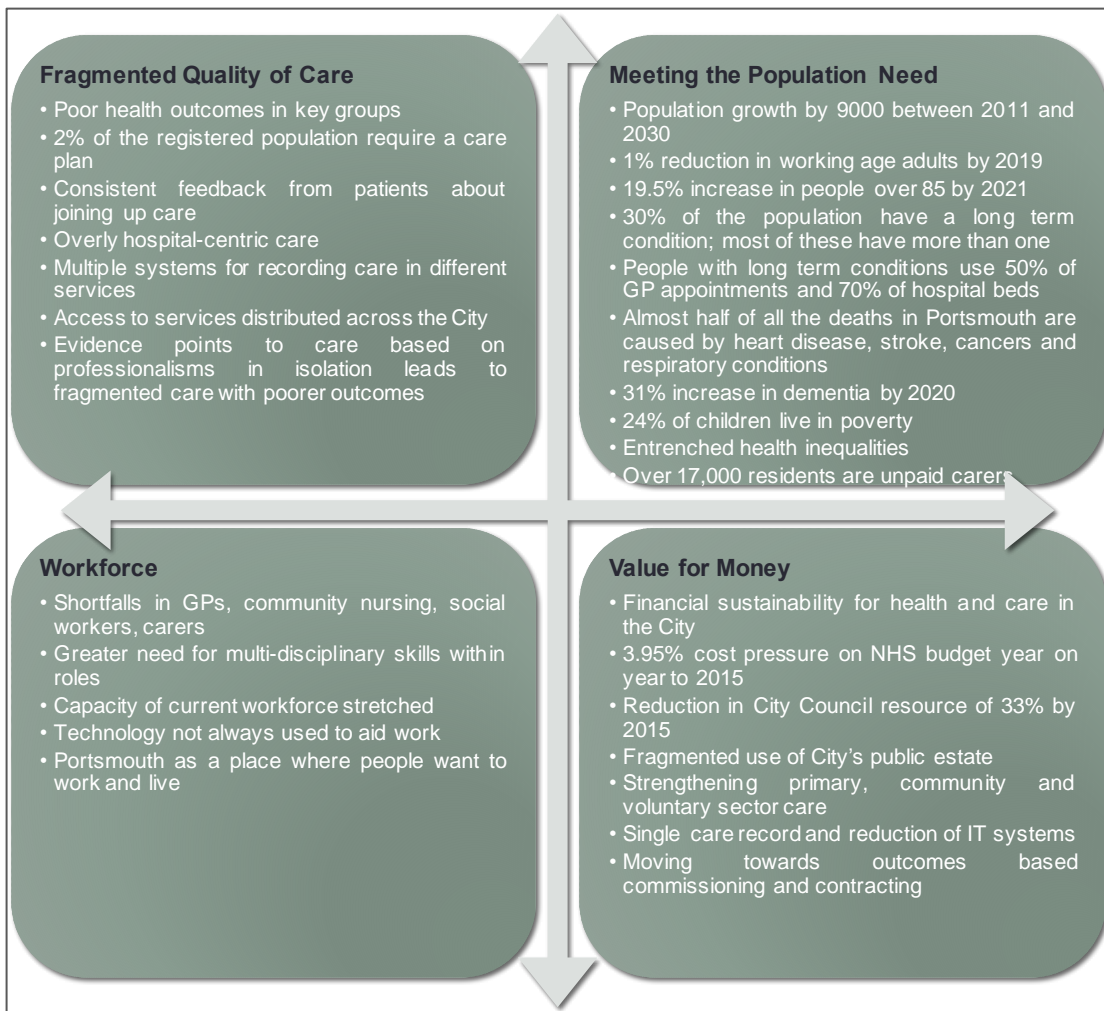 Fragmented Quality of Care
• Poor health outcomes in key groups
• 2% of the registered population require a care
plan
• Consistent feedback from patients about
joining up care
• Overly hospital-centric care
• Multiple systems for recording care in different
services
• Access to services distributed across the City
• Evidence points to care based on
professionalisms in isolation leads to
fragmented care with poorer outcomes
Meeting the Population Need
• Population growth by 9000 between 2011 and
2030
• 1% reduction in working age adults by 2019
• 19.5% increase in people over 85 by 2021
• 30% of the population have a long term
condition; most of these have more than one
• People with long term conditions use 50% of
GP appointments and 70% of hospital beds
• Almost half of all the deaths in Portsmouth are
caused by heart disease, stroke, cancers and
respiratory conditions
• 31% increase in dementia by 2020
• 24% of children live in poverty
• Entrenched health inequalities
• Over 17,000 residents are unpaid carers
Workforce
• Shortfalls in GPs, community nursing, social
workers, carers
• Greater need for multi-disciplinary skills within
roles
• Capacity of current workforce stretched
• Technology not always used to aid work
• Portsmouth as a place where people want to
work and live
Value for Money
• Financial sustainability for health and care in
the City
• 3.95% cost pressure on NHS budget year on
year to 2015
• Reduction in City Council resource of 33% by
2015
• Fragmented use of City's public estate
• Strengthening primary, community and
voluntary sector care
• Single care record and reduction of IT systems
• Moving towards outcomes based
commissioning and contracting